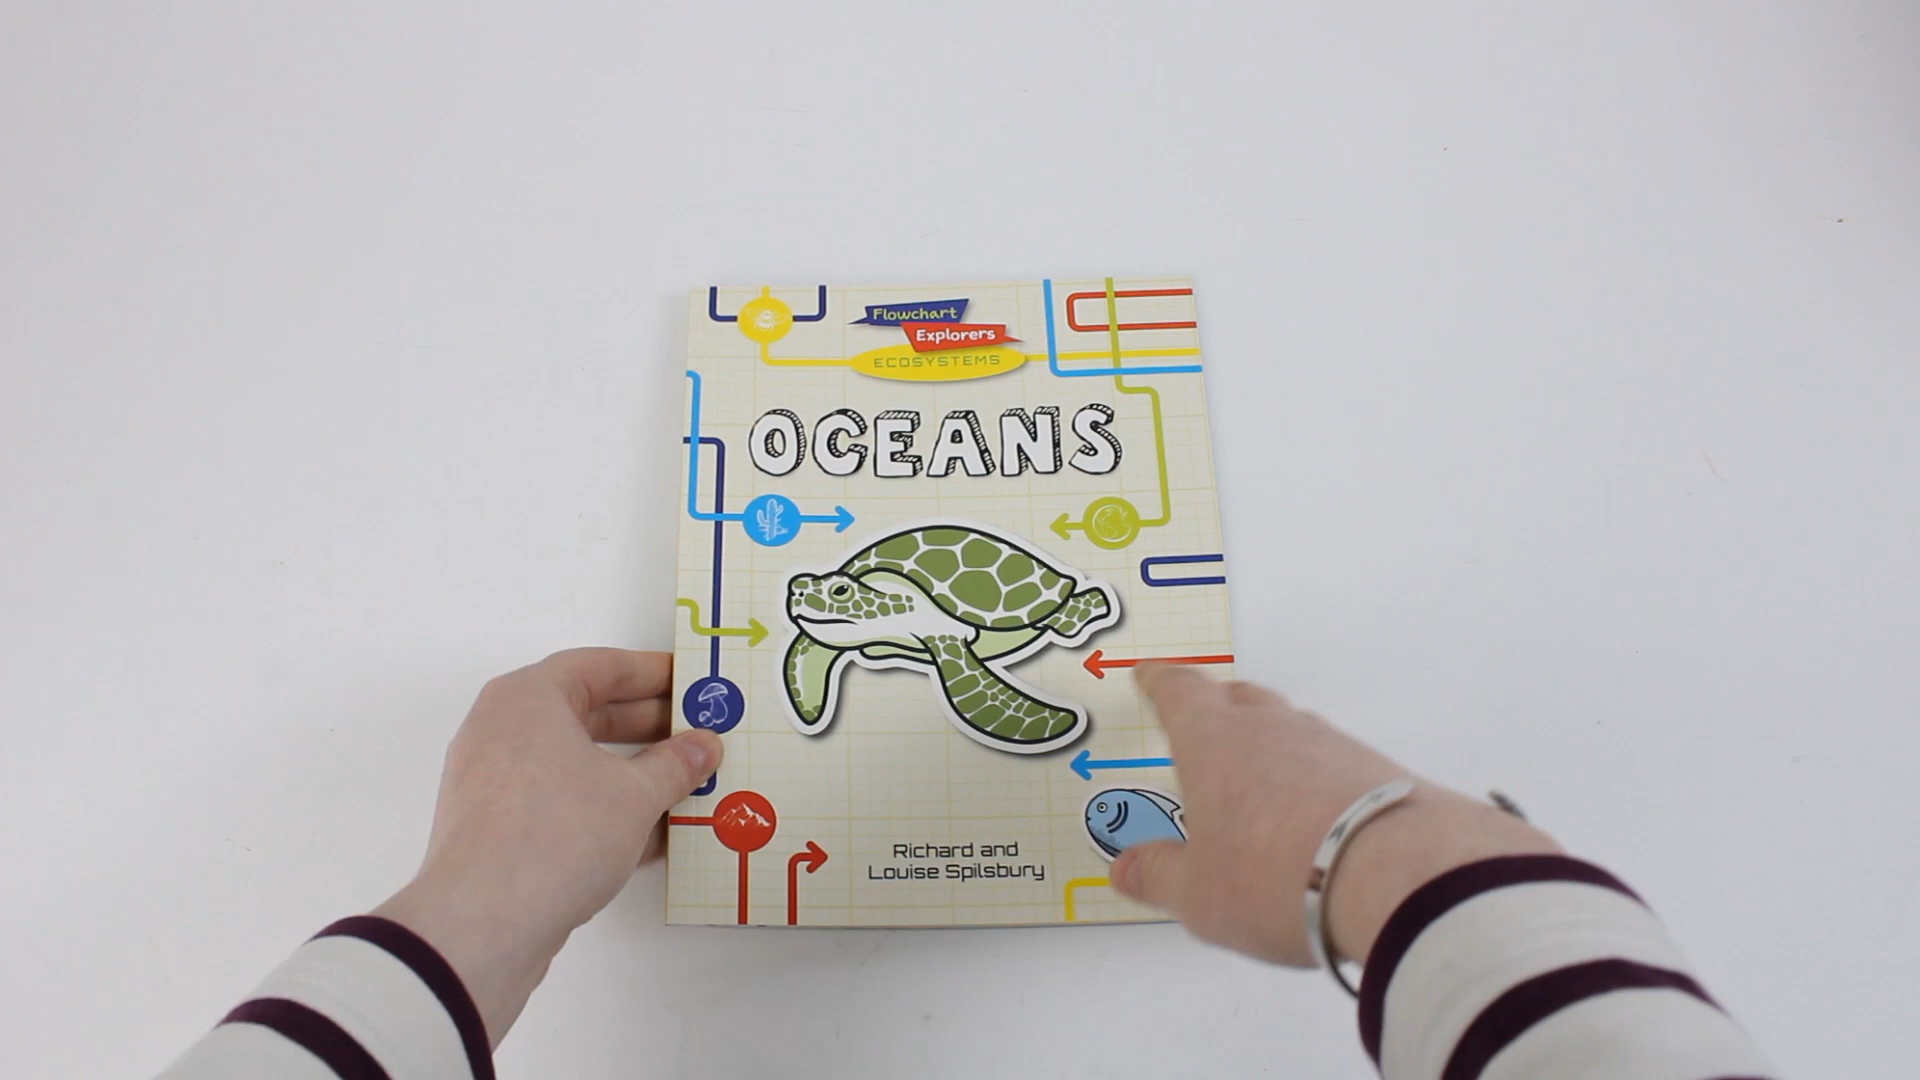 Flowchart
Explorers
ECOSYSTEMS
OCEANS
Richard and
Louise Spilsbury